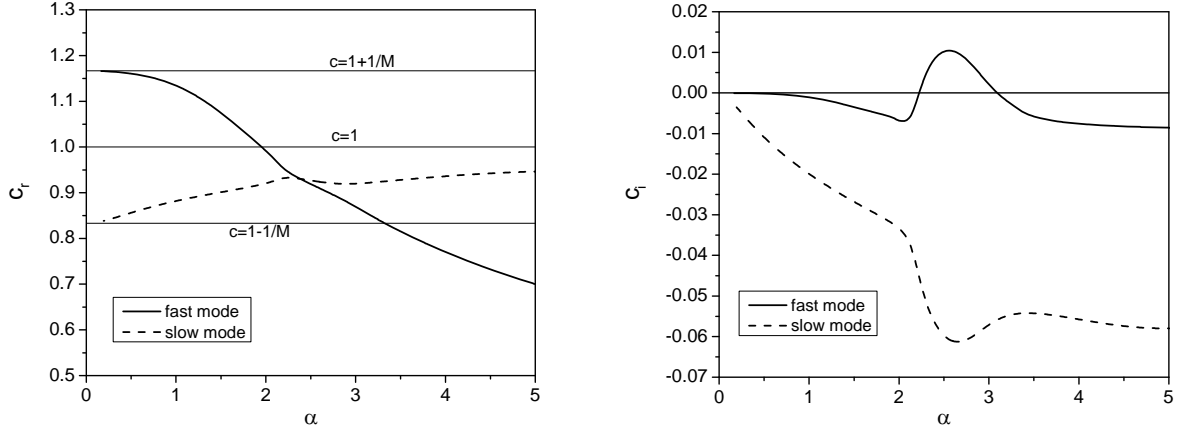 1.3
1.2
1.1
1.0
0.9
0.8
0.7
0.6
0.5
c_r
c=1+1/M
c=1
c=1-1/M
fast mode
slow mode
0 1 2 3 4 5
α
0.02
0.01
0.00
-0.01
-0.02
-0.03
-0.04
-0.05
-0.06
-0.07
c_i
fast mode
slow mode
0 1 2 3 4 5
α